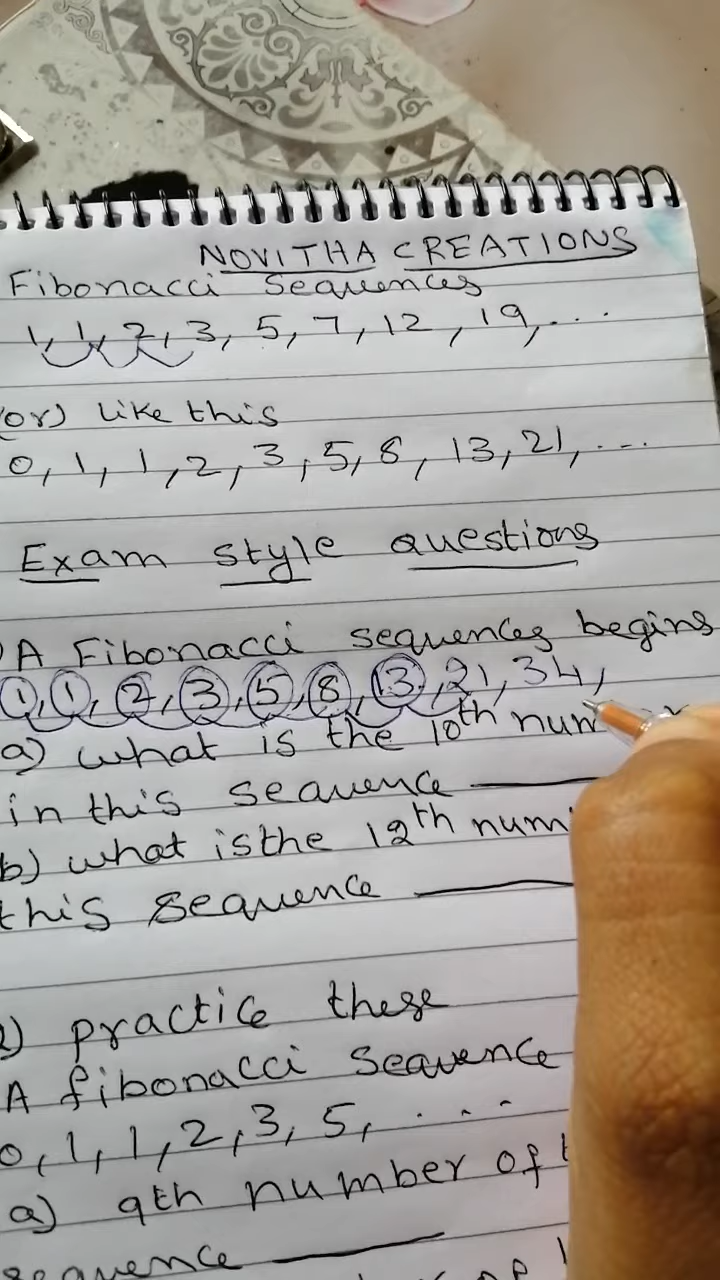 NOVITHA CREATIONS
Fibonacci Sequences
1, 1, 2, 3, 5, 7, 12, 19, ...
(or) like this
0, 1, 1, 2, 3, 5, 8, 13, 21, ...
Exam style questions
) A Fibonacci sequences begins
1, 1, 2, 3, 5, 8, 13, 21, 34,
a) what is the 10th num
in this sequence
b) what is the 12th num
this sequence
2) practice these
A fibonacci sequence
0, 1, 1, 2, 3, 5, ...
a) 9th number of
sequence